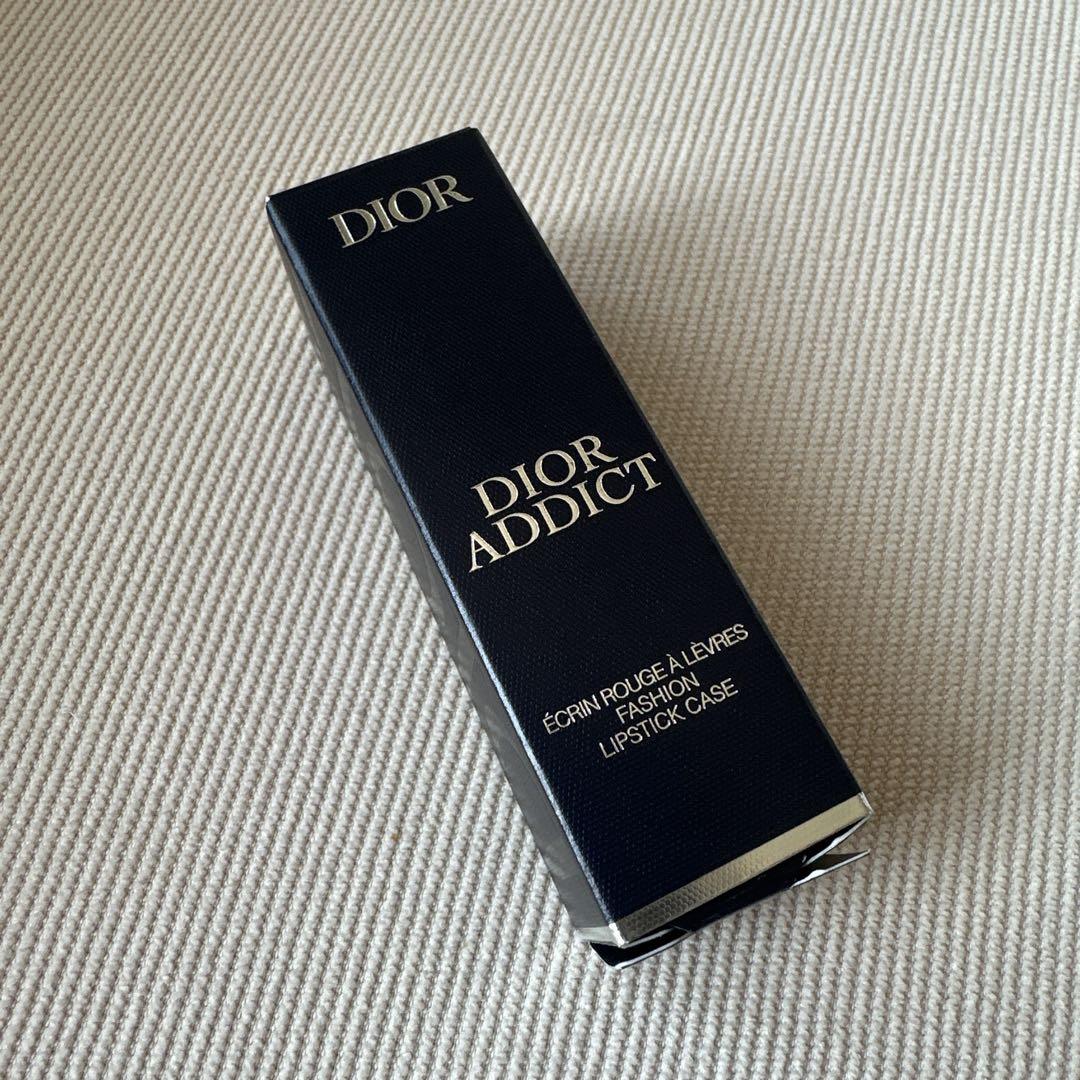 DIOR
DIOR
ADDICT
ÉCRIN ROUGE À LÈVRES
FASHION
LIPSTICK CASE